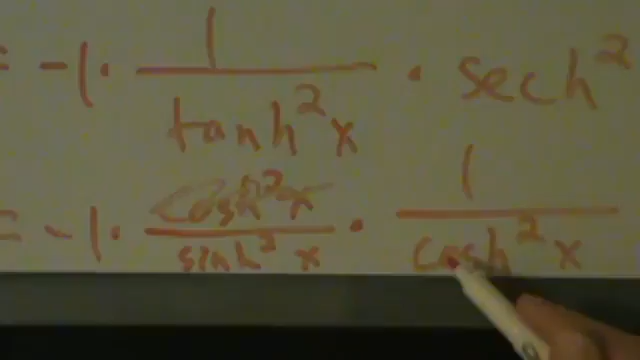 = -1 · 1/tanh²x · sech²
= -1 · cosh²x/sinh²x · 1/cosh²x